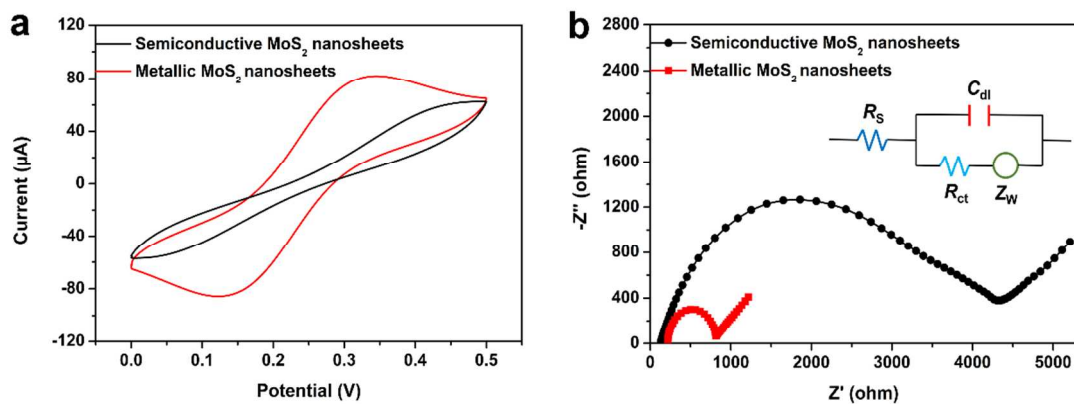 a
120
80
40
0
-40
-80
-120
Current (µA)
Semiconductive MoS₂ nanosheets
Metallic MoS₂ nanosheets
0.0 0.1 0.2 0.3 0.4 0.5
Potential (V)
b
2800
2400
2000
1600
1200
800
400
0
-Z'' (ohm)
Semiconductive MoS₂ nanosheets
Metallic MoS₂ nanosheets
Cdl
RS
Rct
ZW
0 1000 2000 3000 4000 5000
Z' (ohm)